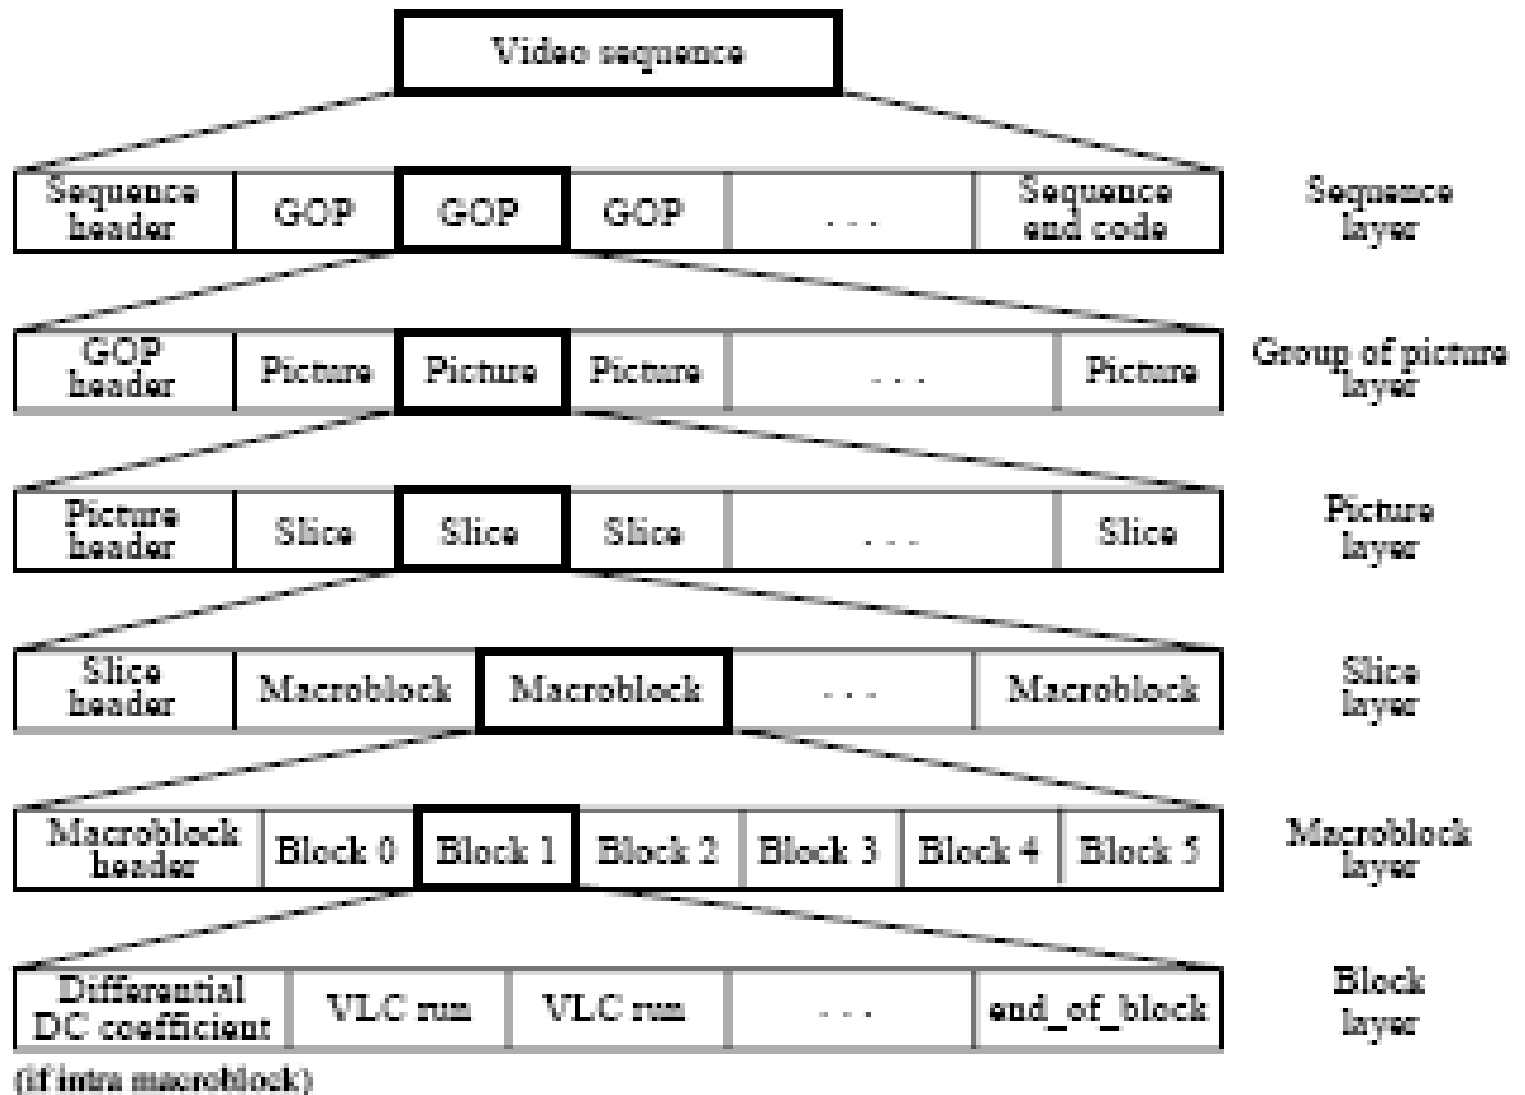 Video sequence
Sequence header GOP GOP GOP . . . Sequence end code Sequence layer
GOP header Picture Picture Picture . . . Picture Group of picture layer
Picture header Slice Slice Slice . . . Slice Picture layer
Slice header Macroblock Macroblock . . . Macroblock Slice layer
Macroblock header Block 0 Block 1 Block 2 Block 3 Block 4 Block 5 Macroblock layer
Differential DC coefficient VLC run VLC run . . . end_of_block Block layer
(if intra macroblock)